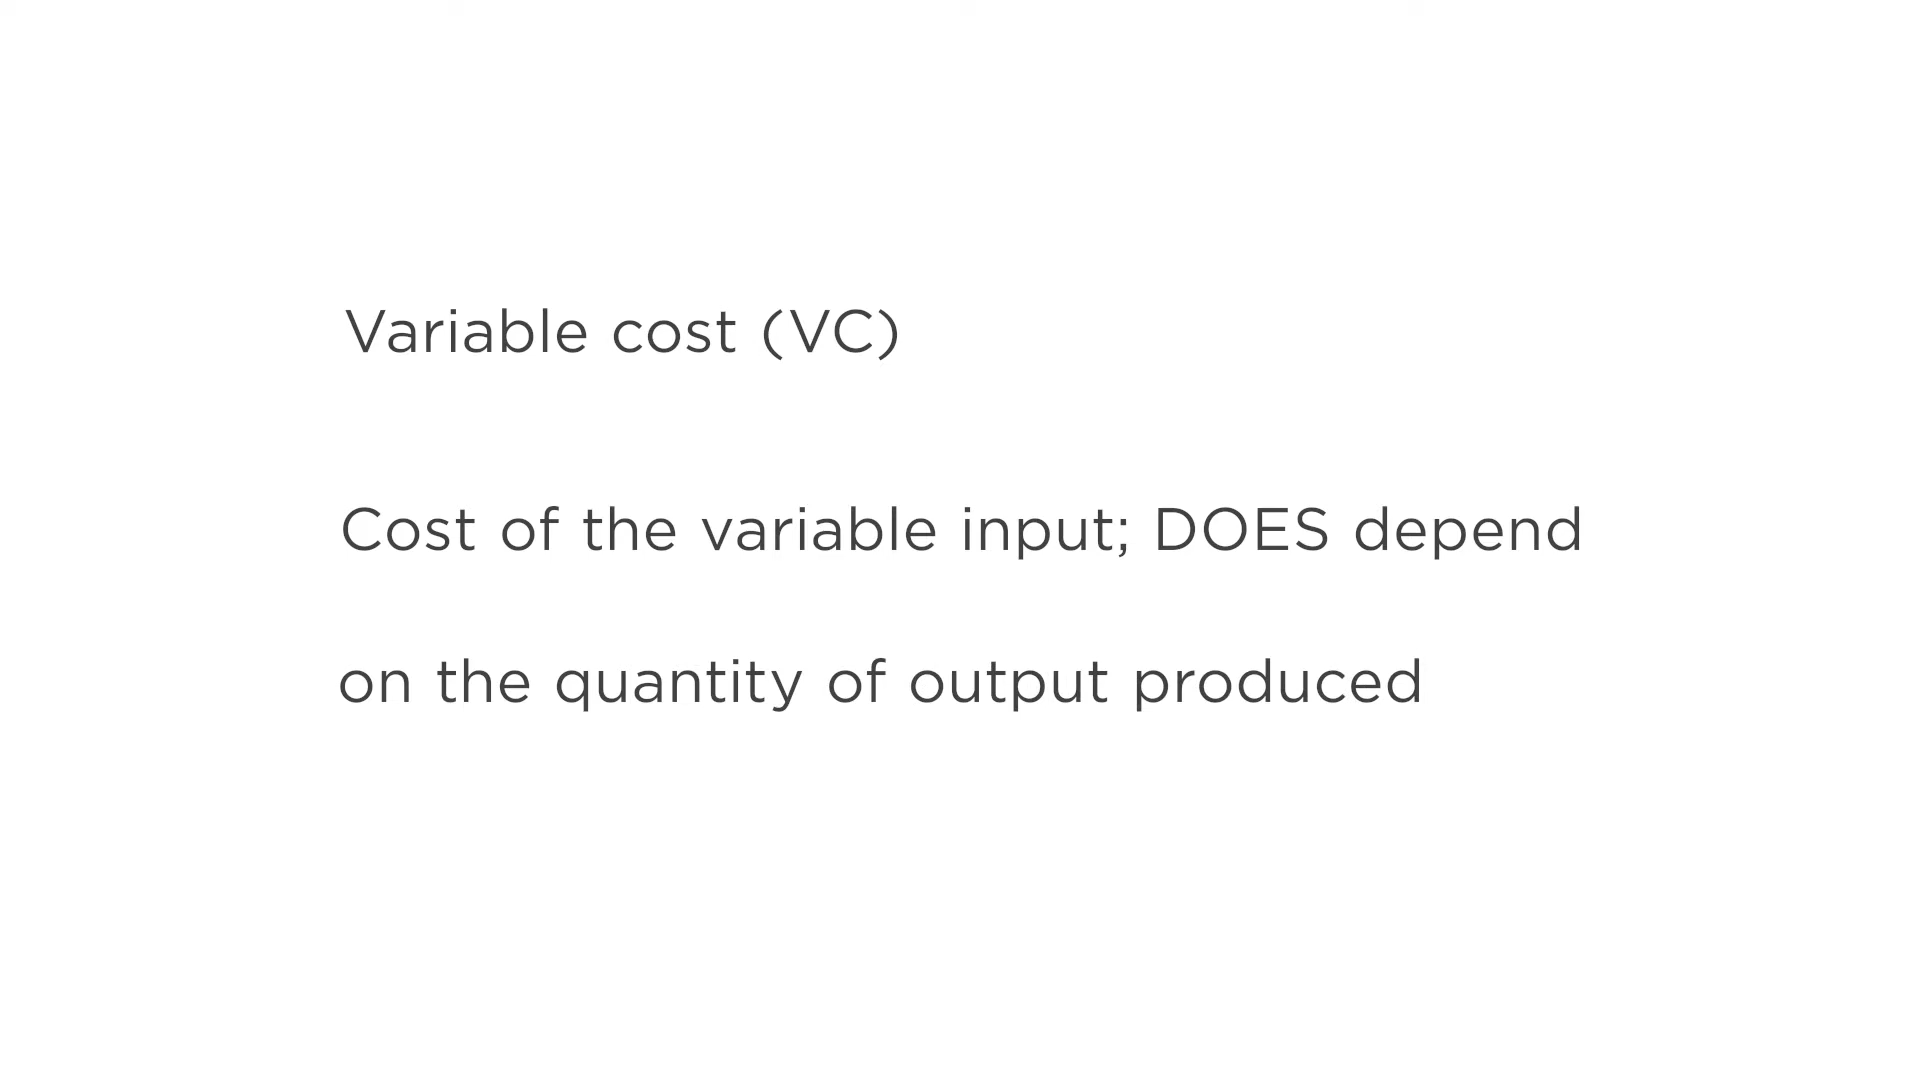 Variable cost (VC)
Cost of the variable input; DOES depend
on the quantity of output produced